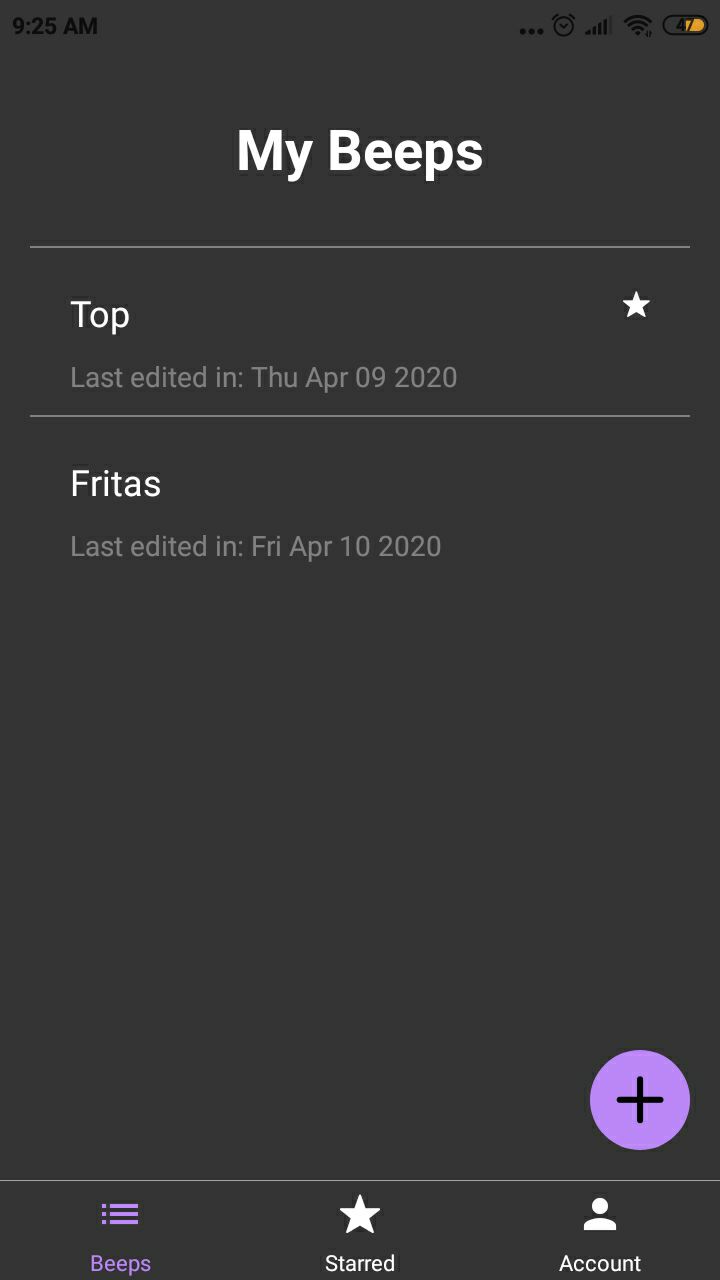 9:25 AM
47
My Beeps
Top
Last edited in: Thu Apr 09 2020
Fritas
Last edited in: Fri Apr 10 2020
Beeps
Starred
Account